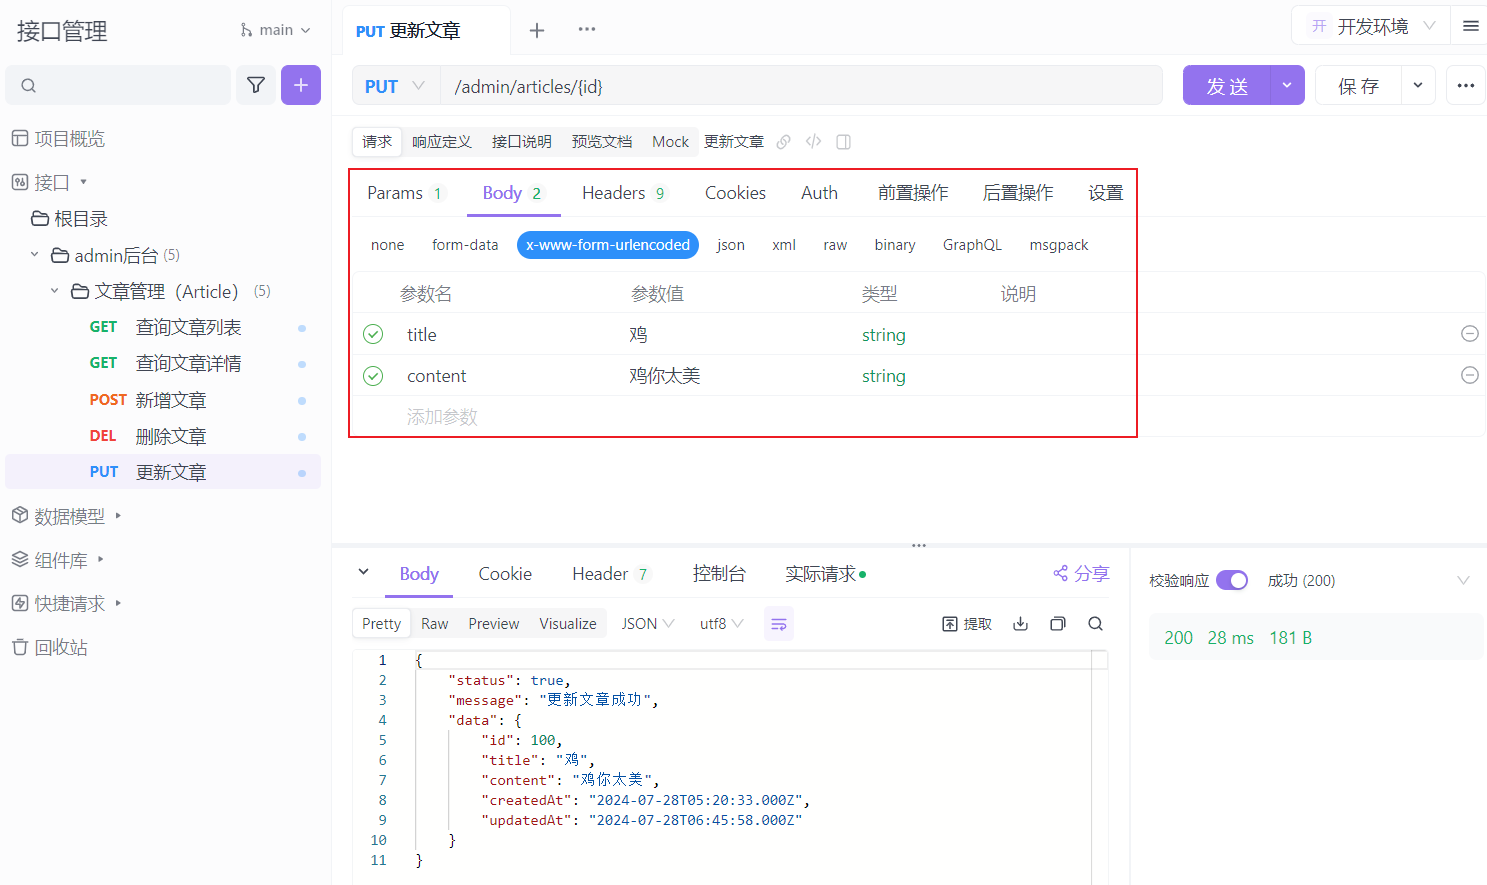 接口管理
main
项目概览
接口
根目录
admin后台 (5)
文章管理（Article） (5)
GET 查询文章列表
GET 查询文章详情
POST 新增文章
DEL 删除文章
PUT 更新文章
数据模型
组件库
快捷请求
回收站
PUT 更新文章
开 开发环境
PUT /admin/articles/{id}
发 送
保 存
请求 响应定义 接口说明 预览文档 Mock 更新文章
Params 1 Body 2 Headers 9 Cookies Auth 前置操作 后置操作 设置
none form-data x-www-form-urlencoded json xml raw binary GraphQL msgpack
参数名 参数值 类型 说明
title 鸡 string
content 鸡你太美 string
添加参数
Body Cookie Header 7 控制台 实际请求 分享
Pretty Raw Preview Visualize JSON utf8 提取
1 {
2 "status": true,
3 "message": "更新文章成功",
4 "data": {
5 "id": 100,
6 "title": "鸡",
7 "content": "鸡你太美",
8 "createdAt": "2024-07-28T05:20:33.000Z",
9 "updatedAt": "2024-07-28T06:45:58.000Z"
10 }
11 }
校验响应 成功 (200)
200 28 ms 181 B